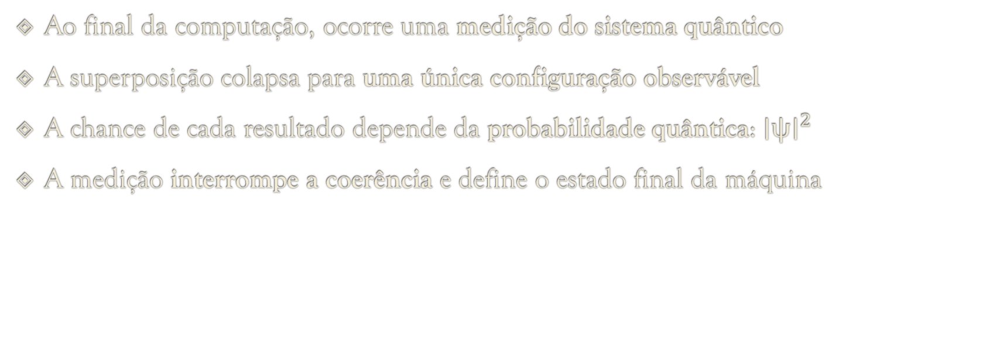 Ao final da computação, ocorre uma medição do sistema quântico
A superposição colapsa para uma única configuração observável
A chance de cada resultado depende da probabilidade quântica: |ψ|²
A medição interrompe a coerência e define o estado final da máquina